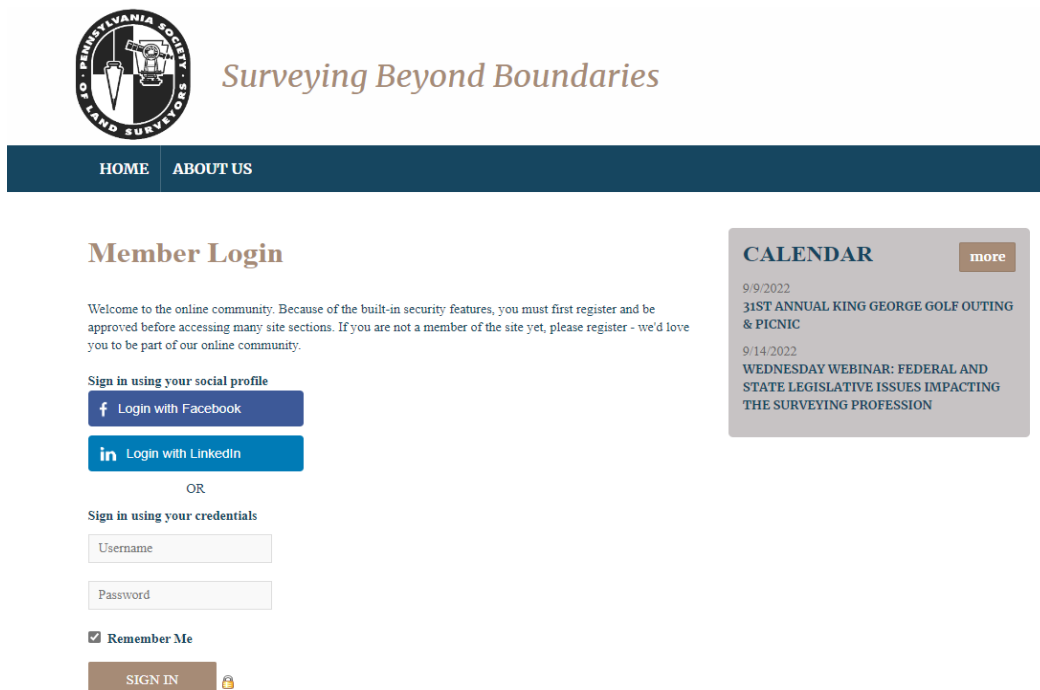 PENNSYLVANIA SOCIETY OF LAND SURVEYORS
Surveying Beyond Boundaries
HOME ABOUT US
Member Login
Welcome to the online community. Because of the built-in security features, you must first register and be
approved before accessing many site sections. If you are not a member of the site yet, please register - we'd love
you to be part of our online community.
Sign in using your social profile
f Login with Facebook
in Login with LinkedIn
OR
Sign in using your credentials
Username
Password
Remember Me
SIGN IN
CALENDAR more
9/9/2022
31ST ANNUAL KING GEORGE GOLF OUTING
& PICNIC
9/14/2022
WEDNESDAY WEBINAR: FEDERAL AND
STATE LEGISLATIVE ISSUES IMPACTING
THE SURVEYING PROFESSION